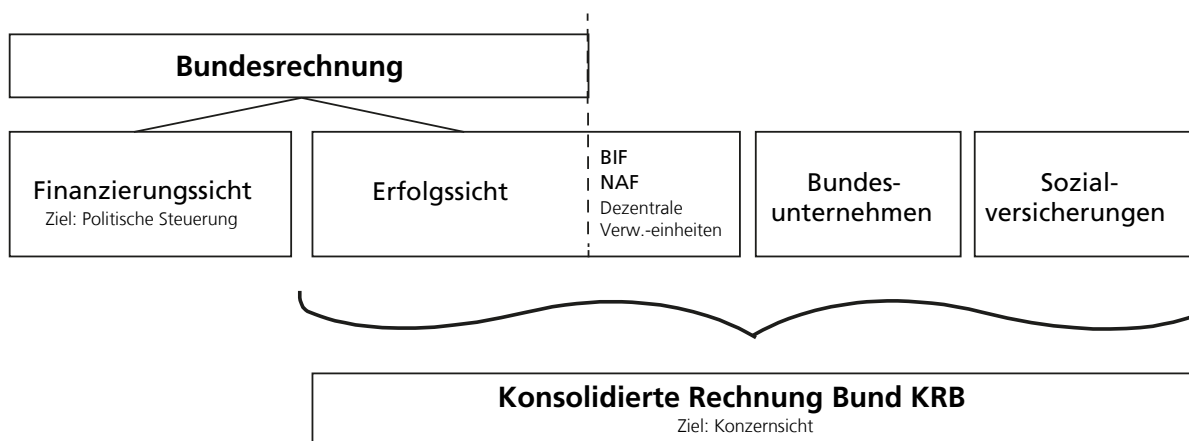 Bundesrechnung
Finanzierungssicht
Ziel: Politische Steuerung
Erfolgssicht
BIF
NAF
Dezentrale
Verw.-einheiten
Bundes-
unternehmen
Sozial-
versicherungen
Konsolidierte Rechnung Bund KRB
Ziel: Konzernsicht